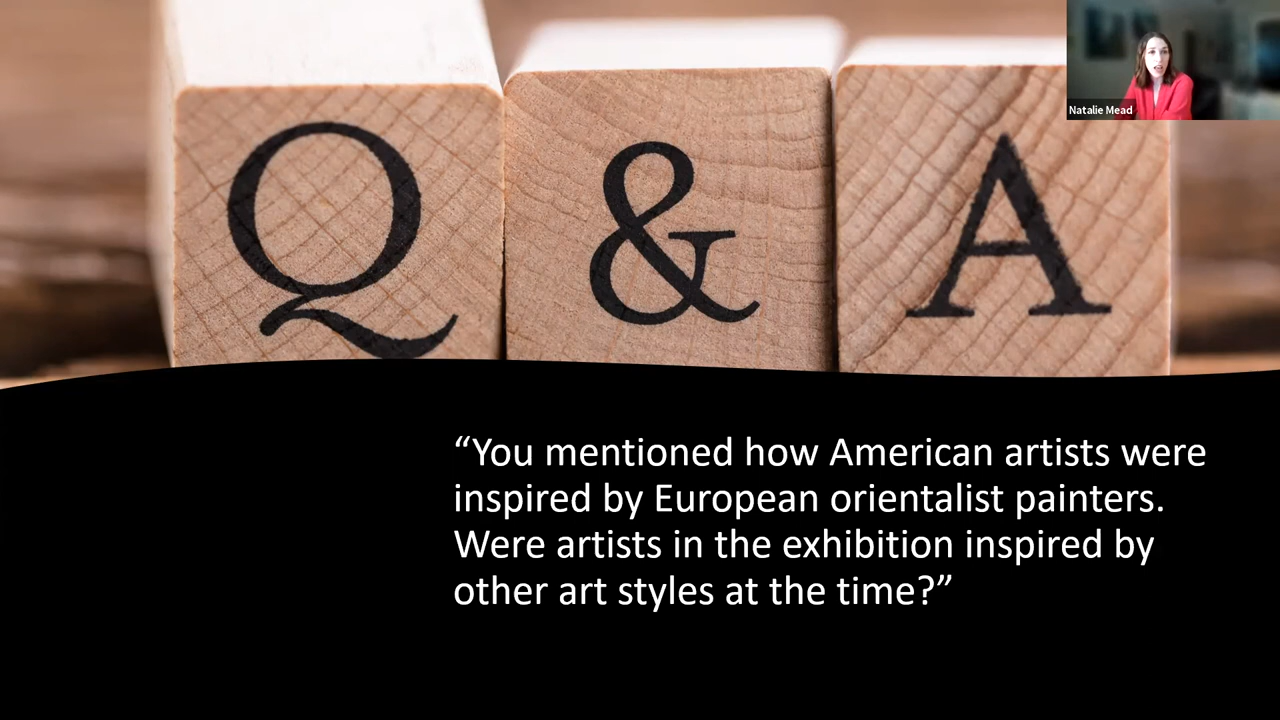 Q & A
Natalie Mead
“You mentioned how American artists were
inspired by European orientalist painters.
Were artists in the exhibition inspired by
other art styles at the time?”